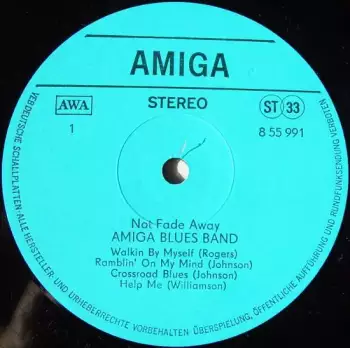 AMIGA
AWA
STEREO
ST 33
1
8 55 991
Not Fade Away
AMIGA BLUES BAND
Walkin By Myself (Rogers)
Ramblin' On My Mind (Johnson)
Crossroad Blues (Johnson)
Help Me (Williamson)
VEB DEUTSCHE SCHALLPLATTEN · ALLE HERSTELLER- UND URHEBERRECHTE VORBEHALTEN ÜBERSPIELUNG, ÖFFENTLICHE AUFFÜHRUNG UND RUNDFUNKSENDUNG VERBOTEN